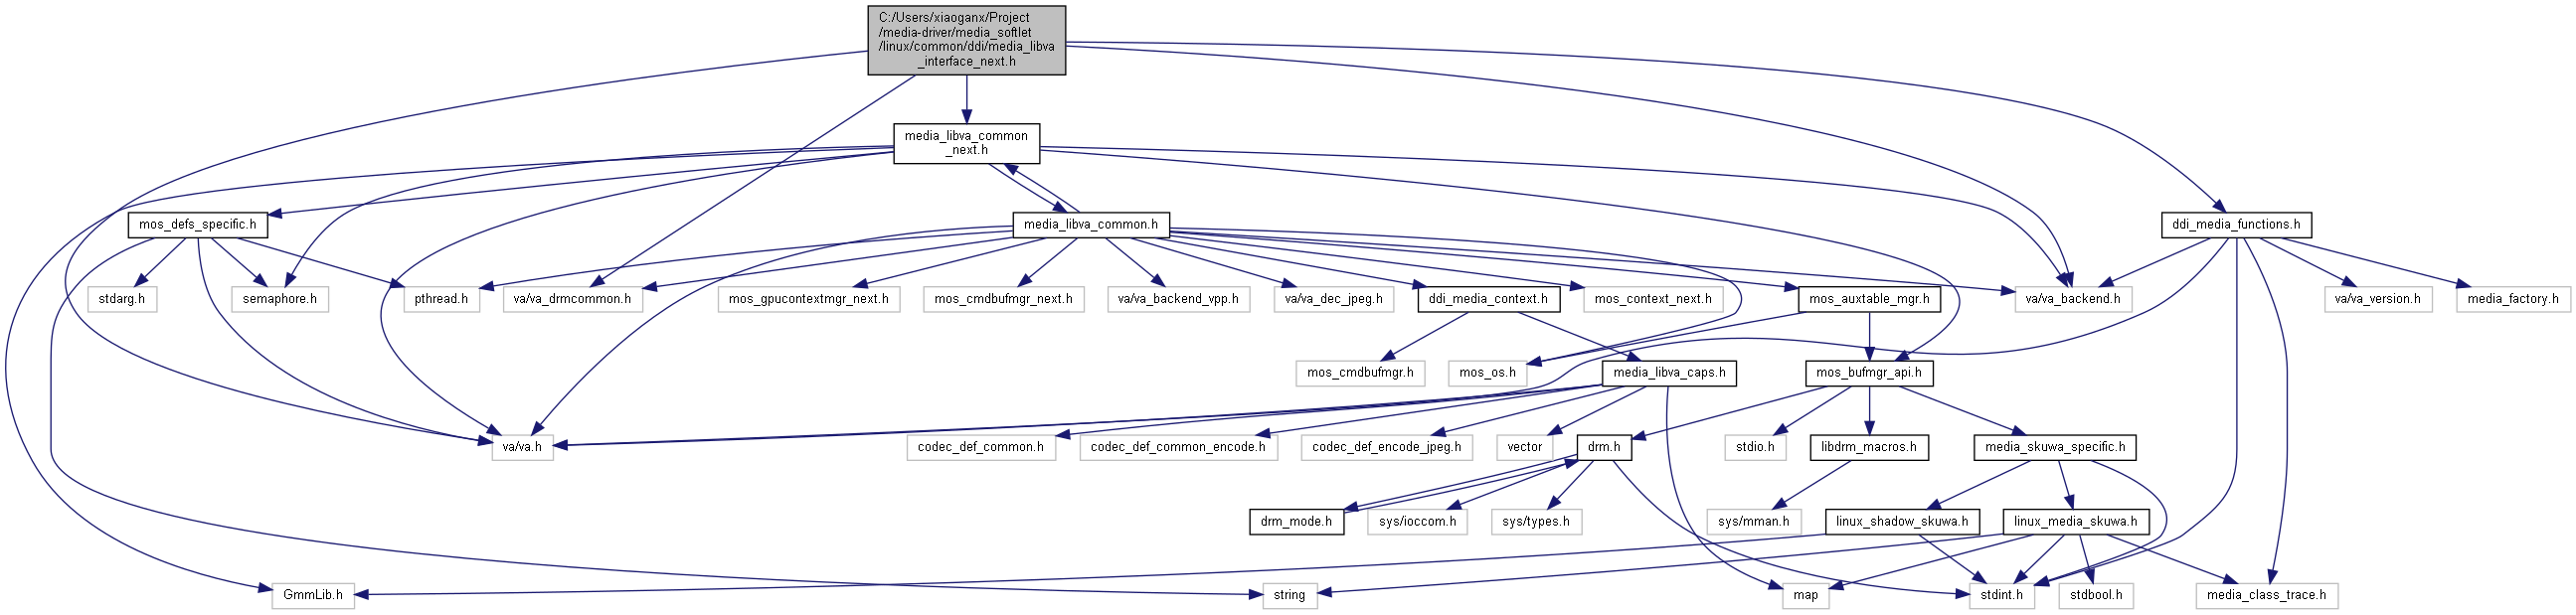 C:/Users/xiaoganx/Project
/media-driver/media_softlet
/linux/common/ddi/media_libva
_interface_next.h
media_libva_common
_next.h
mos_defs_specific.h
media_libva_common.h
ddi_media_functions.h
stdarg.h
semaphore.h
pthread.h
va/va_drmcommon.h
mos_gpucontextmgr_next.h
mos_cmdbufmgr_next.h
va/va_backend_vpp.h
va/va_dec_jpeg.h
ddi_media_context.h
mos_context_next.h
mos_auxtable_mgr.h
va/va_backend.h
va/va_version.h
media_factory.h
mos_cmdbufmgr.h
mos_os.h
media_libva_caps.h
mos_bufmgr_api.h
va/va.h
codec_def_common.h
codec_def_common_encode.h
codec_def_encode_jpeg.h
vector
drm.h
stdio.h
libdrm_macros.h
media_skuwa_specific.h
drm_mode.h
sys/ioccom.h
sys/types.h
sys/mman.h
linux_shadow_skuwa.h
linux_media_skuwa.h
GmmLib.h
string
map
stdint.h
stdbool.h
media_class_trace.h